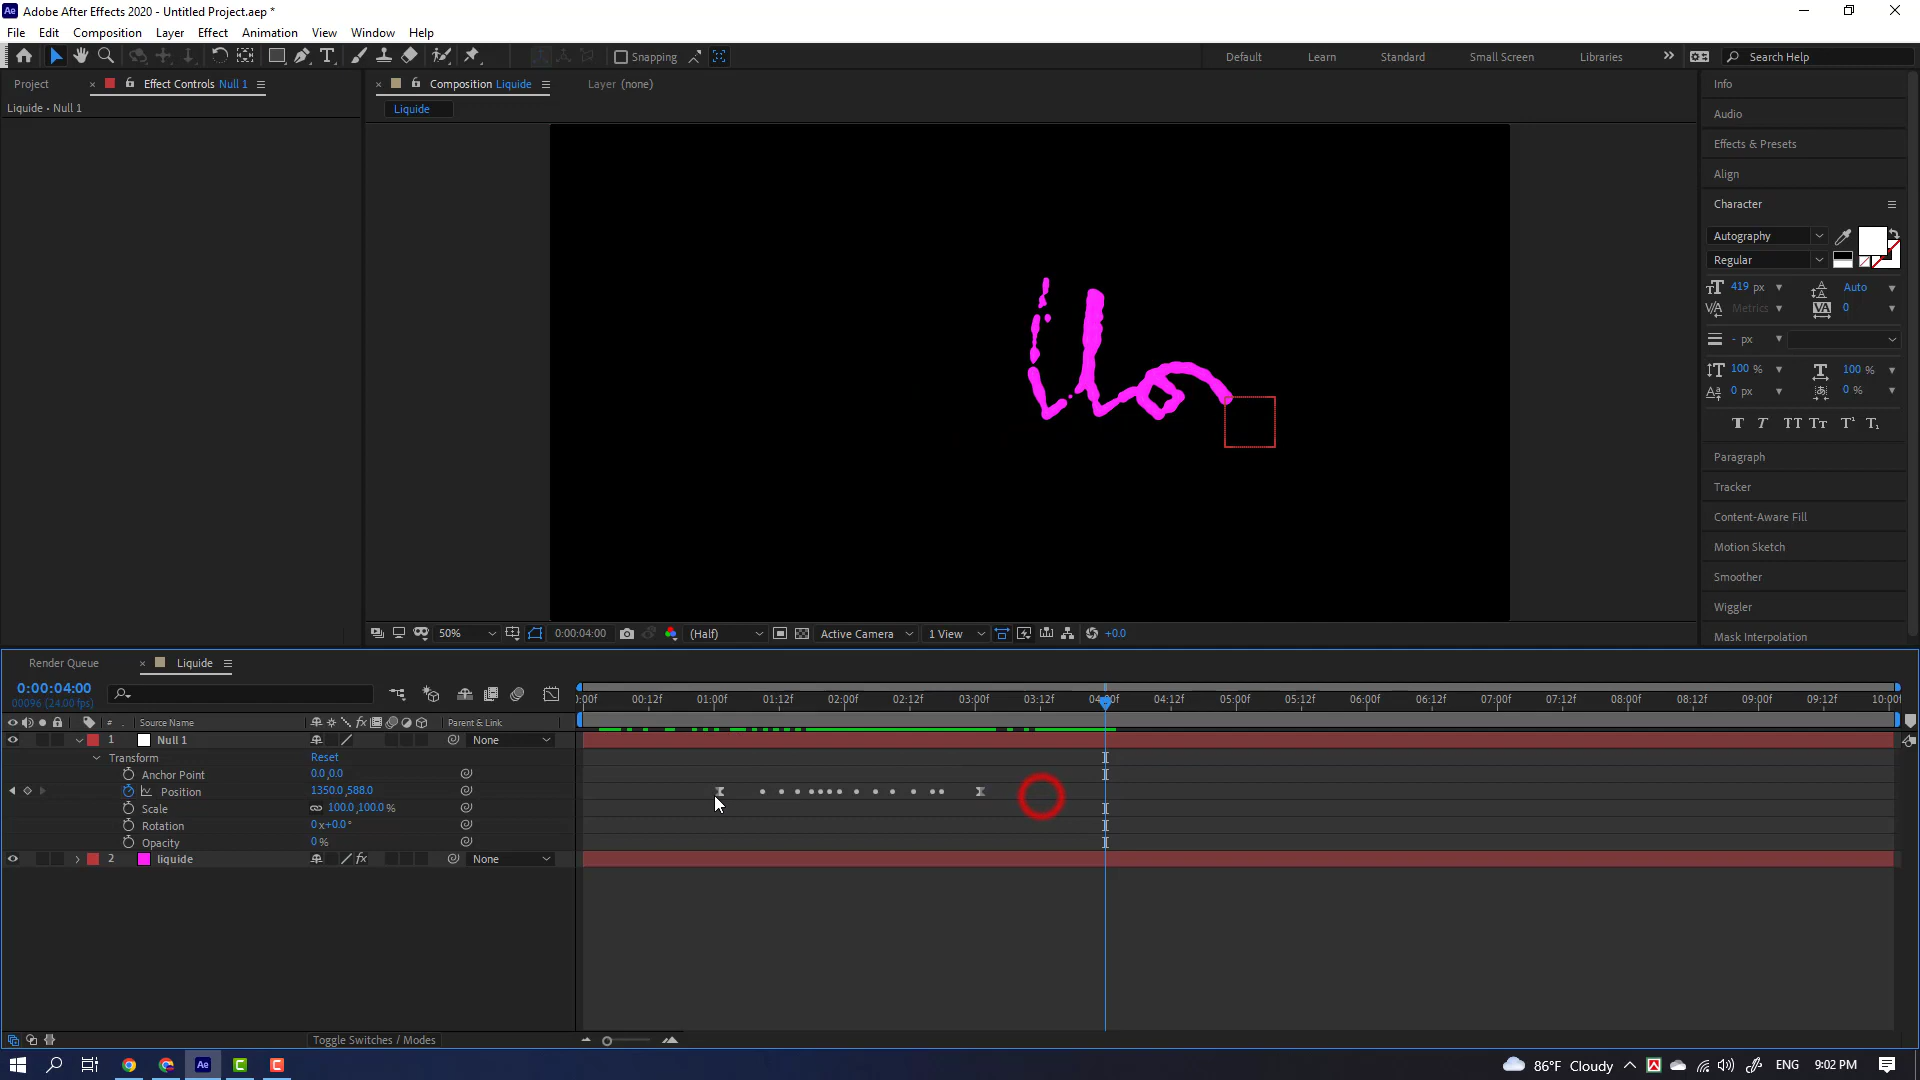 Adobe After Effects 2020 - Untitled Project.aep *
File Edit Composition Layer Effect Animation View Window Help
Snapping Default Learn Standard Small Screen Libraries Search Help
Project Effect Controls Null 1 Composition Liquide Layer (none)
Liquide • Null 1
Liquide
Info
Audio
Effects & Presets
Align
Character
Autography
Regular
419 px Auto
Metrics 0
- px
100 % 100 %
0 px 0 %
Paragraph
Tracker
Content-Aware Fill
Motion Sketch
Smoother
Wiggler
Mask Interpolation
50% 0:00:04:00 (Half) Active Camera 1 View +0.0
Render Queue Liquide
0:00:04:00
00096 (24.00 fps)
:00f 00:12f 01:00f 01:12f 02:00f 02:12f 03:00f 03:12f 04:00f 04:12f 05:00f 05:12f 06:00f 06:12f 07:00f 07:12f 08:00f 08:12f 09:00f 09:12f 10:00f
# Source Name Parent & Link
1 Null 1 None
Transform Reset
Anchor Point 0.0,0.0
Position 1350.0,588.0
Scale 100.0,100.0 %
Rotation 0x+0.0°
Opacity 0 %
2 liquide None
Toggle Switches / Modes
86°F Cloudy ENG 9:02 PM